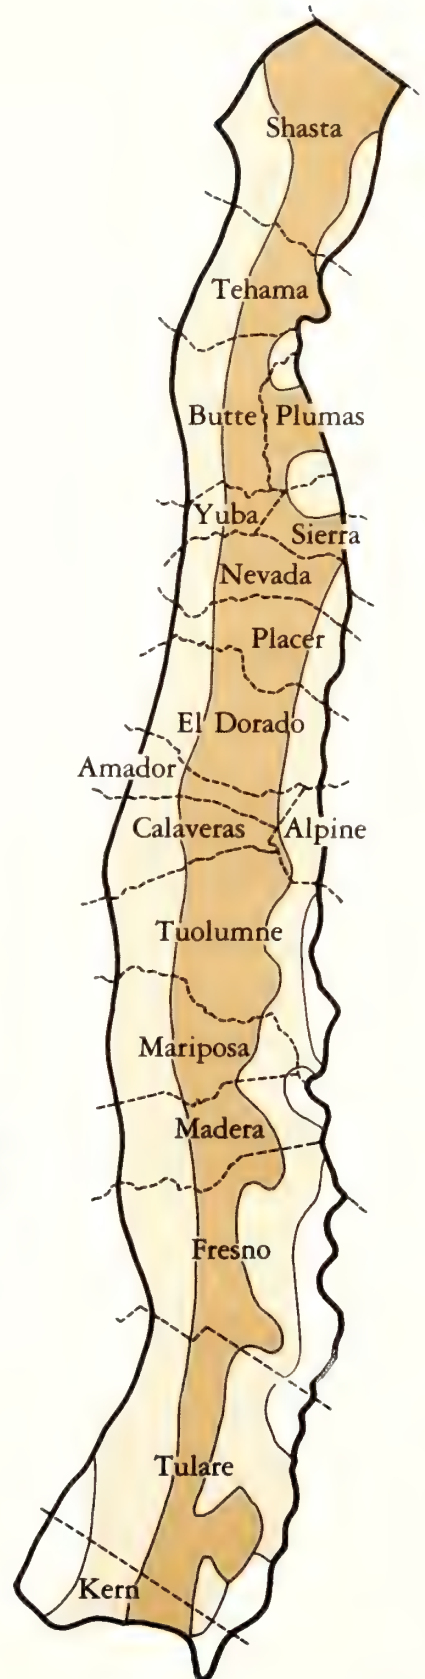 Shasta
Tehama
Butte Plumas
Yuba
Sierra
Nevada
Placer
El Dorado
Amador
Calaveras
Alpine
Tuolumne
Mariposa
Madera
Fresno
Tulare
Kern